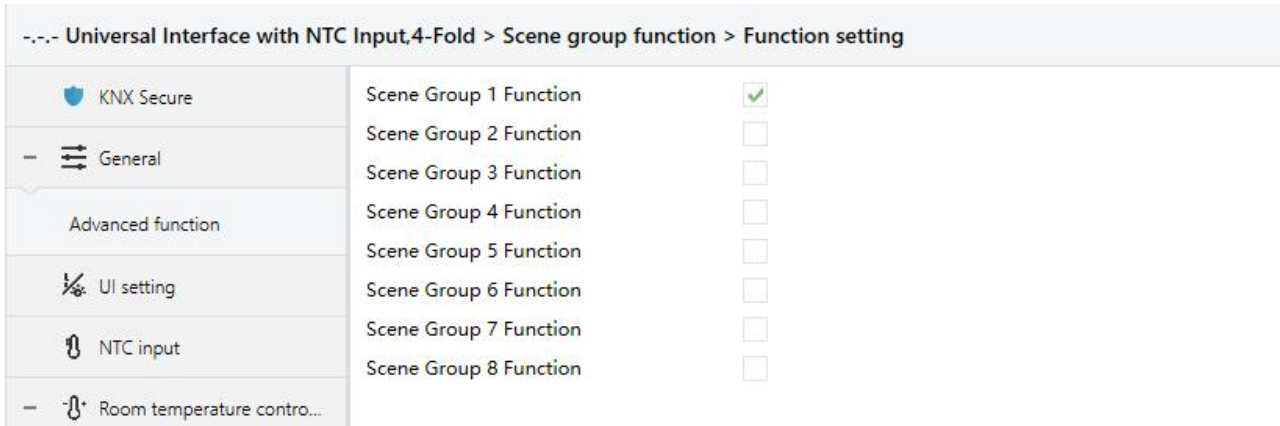 -.-.- Universal Interface with NTC Input,4-Fold > Scene group function > Function setting
KNX Secure
General
Advanced function
UI setting
NTC input
Room temperature contro...
Scene Group 1 Function
Scene Group 2 Function
Scene Group 3 Function
Scene Group 4 Function
Scene Group 5 Function
Scene Group 6 Function
Scene Group 7 Function
Scene Group 8 Function